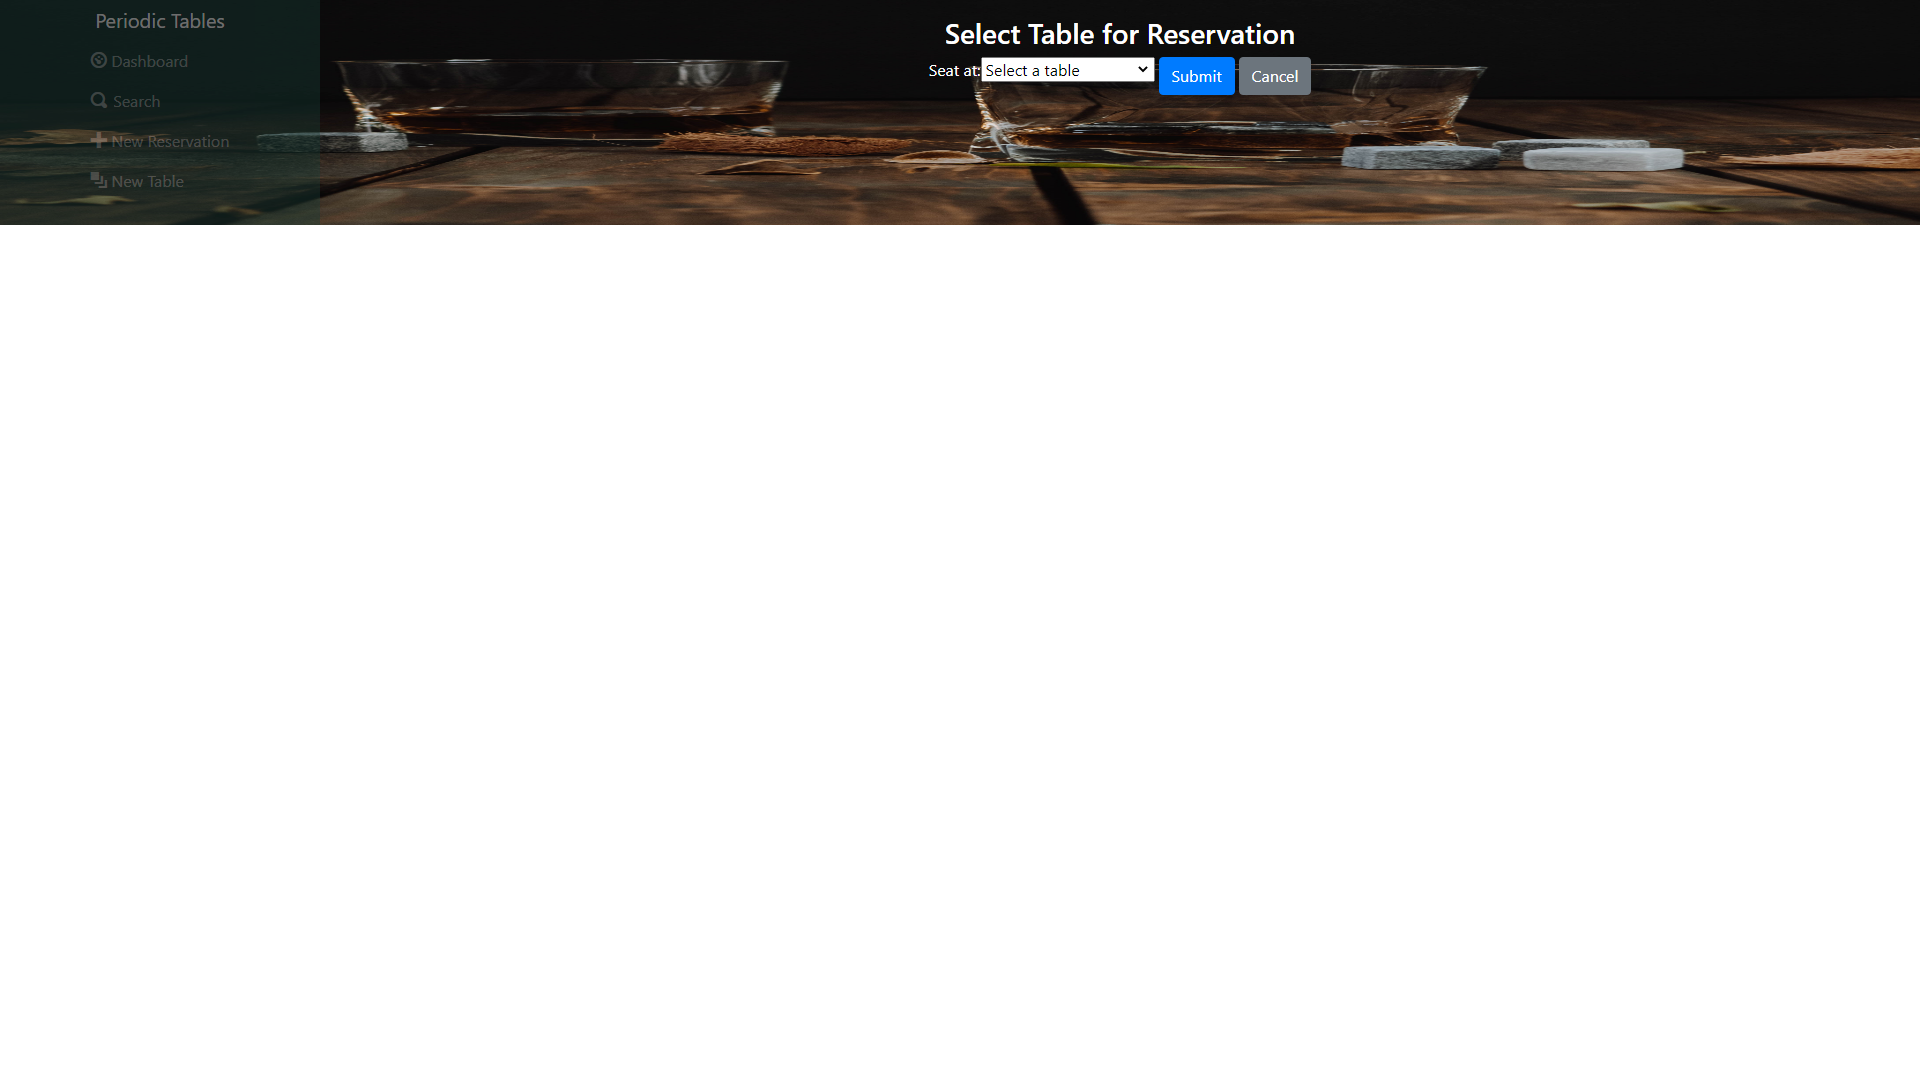 Periodic Tables
Dashboard
Search
New Reservation
New Table
Select Table for Reservation
Seat at: Select a table Submit Cancel